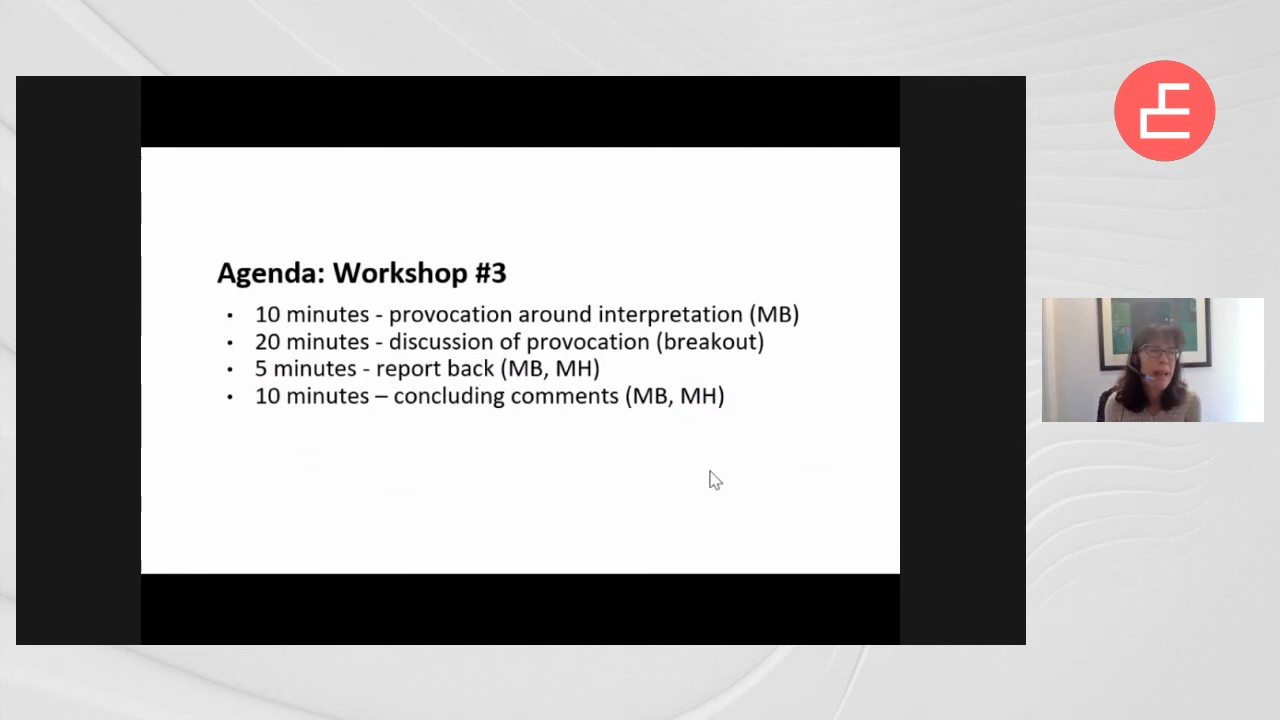 Agenda: Workshop #3
• 10 minutes - provocation around interpretation (MB)
• 20 minutes - discussion of provocation (breakout)
• 5 minutes - report back (MB, MH)
• 10 minutes – concluding comments (MB, MH)